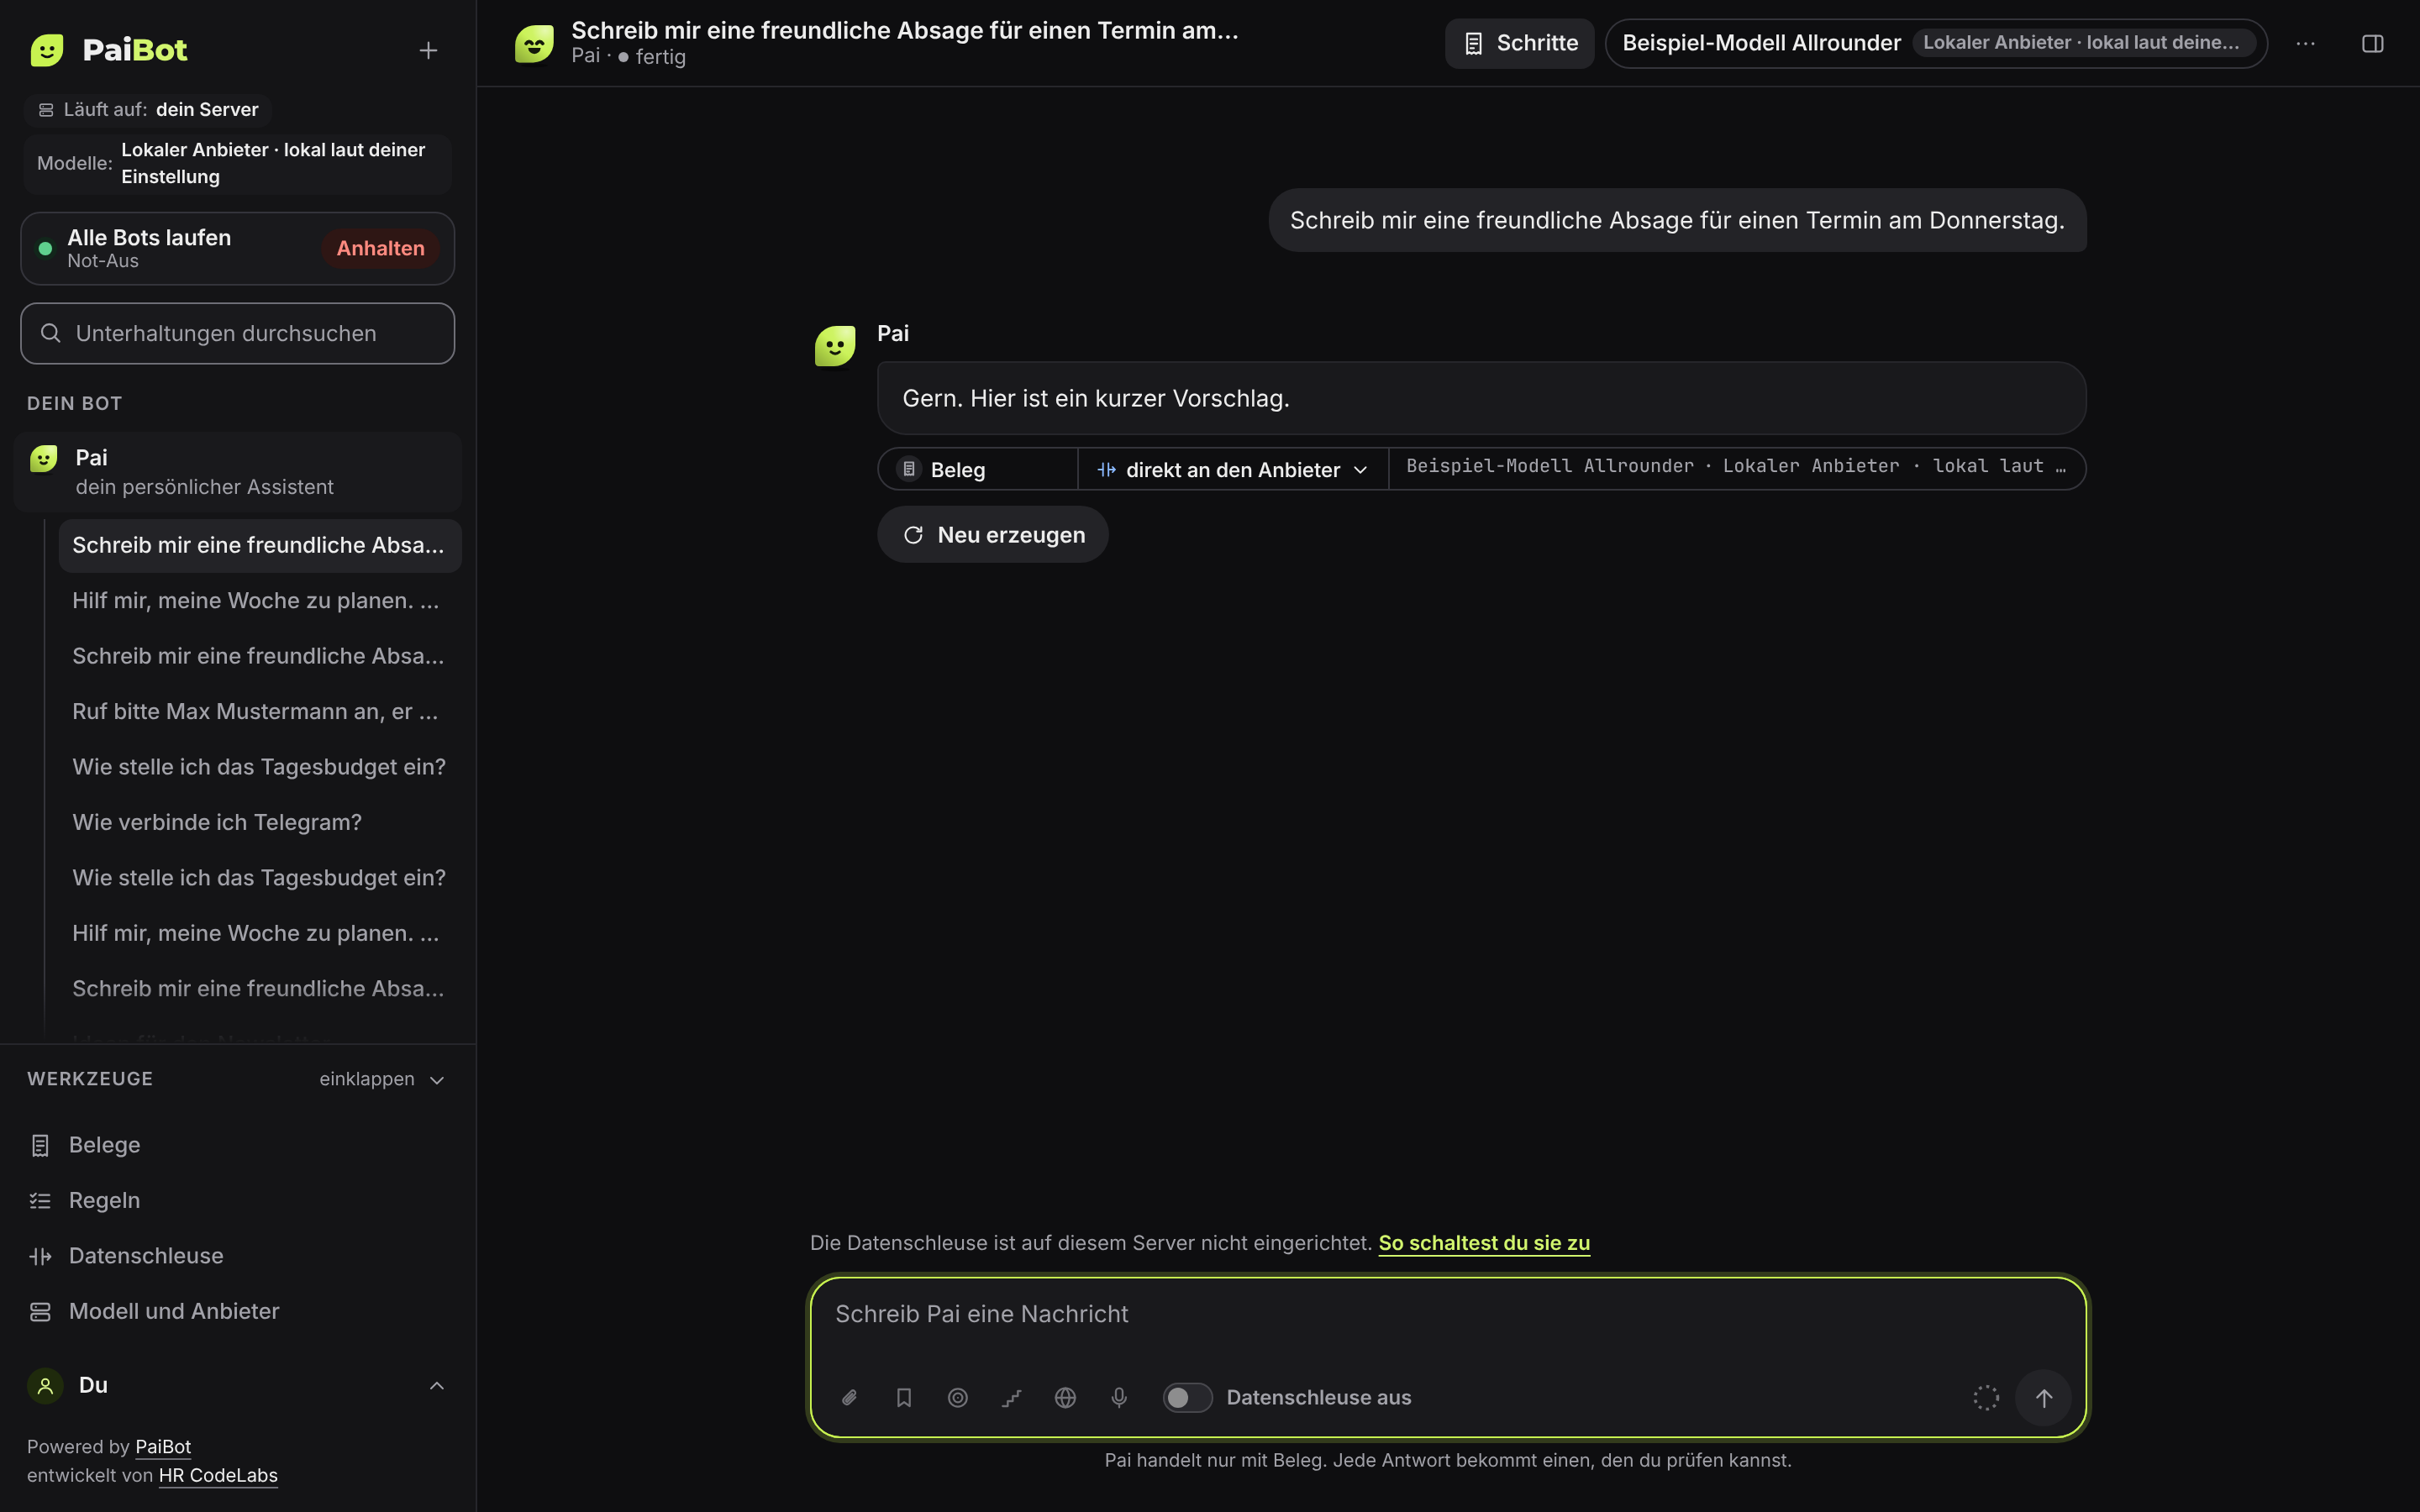 PaiBot
Läuft auf: dein Server
Modelle: Lokaler Anbieter · lokal laut deiner
Einstellung
Alle Bots laufen
Not-Aus
Anhalten
Unterhaltungen durchsuchen
DEIN BOT
Pai
dein persönlicher Assistent
Schreib mir eine freundliche Absa...
Hilf mir, meine Woche zu planen. ...
Schreib mir eine freundliche Absa...
Ruf bitte Max Mustermann an, er ...
Wie stelle ich das Tagesbudget ein?
Wie verbinde ich Telegram?
Wie stelle ich das Tagesbudget ein?
Hilf mir, meine Woche zu planen. ...
Schreib mir eine freundliche Absa...
WERKZEUGE
einklappen
Belege
Regeln
Datenschleuse
Modell und Anbieter
Du
Powered by PaiBot
entwickelt von HR CodeLabs
Schreib mir eine freundliche Absage für einen Termin am...
Pai · fertig
Schritte
Beispiel-Modell Allrounder Lokaler Anbieter · lokal laut deine...
Schreib mir eine freundliche Absage für einen Termin am Donnerstag.
Pai
Gern. Hier ist ein kurzer Vorschlag.
Beleg
direkt an den Anbieter
Beispiel-Modell Allrounder · Lokaler Anbieter · lokal laut …
Neu erzeugen
Die Datenschleuse ist auf diesem Server nicht eingerichtet. So schaltest du sie zu
Schreib Pai eine Nachricht
Datenschleuse aus
Pai handelt nur mit Beleg. Jede Antwort bekommt einen, den du prüfen kannst.